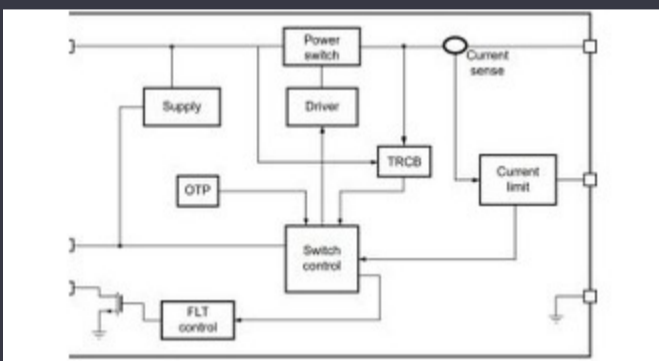 Power
switch
Current
sense
Supply
Driver
TRCB
Current
limit
OTP
Switch
control
FLT
control